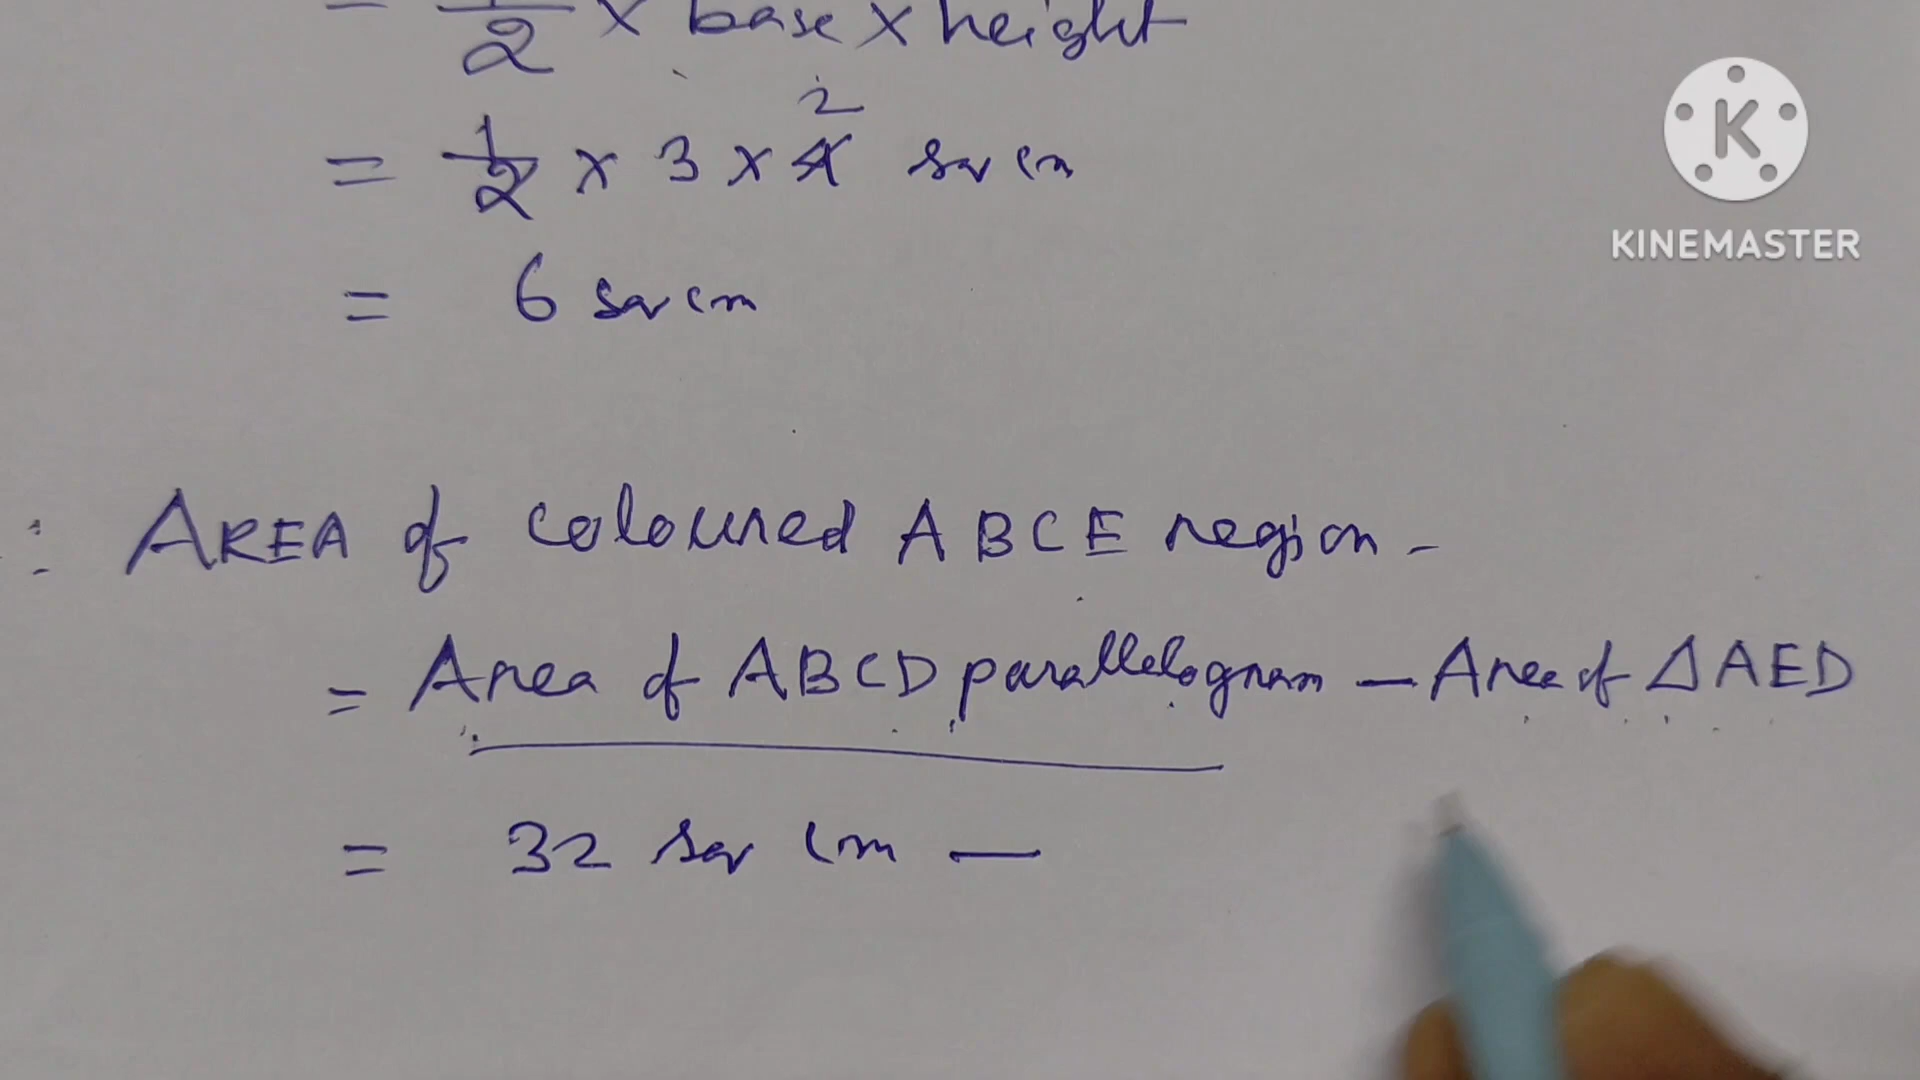 = 1/2 × base × height
= 1/2 × 3 × 4 2 sq cm
= 6 sq cm
K
KINEMASTER
∴ AREA of coloured ABCE region -
= Area of ABCD parallelogram — Area of △AED
= 32 sq cm —